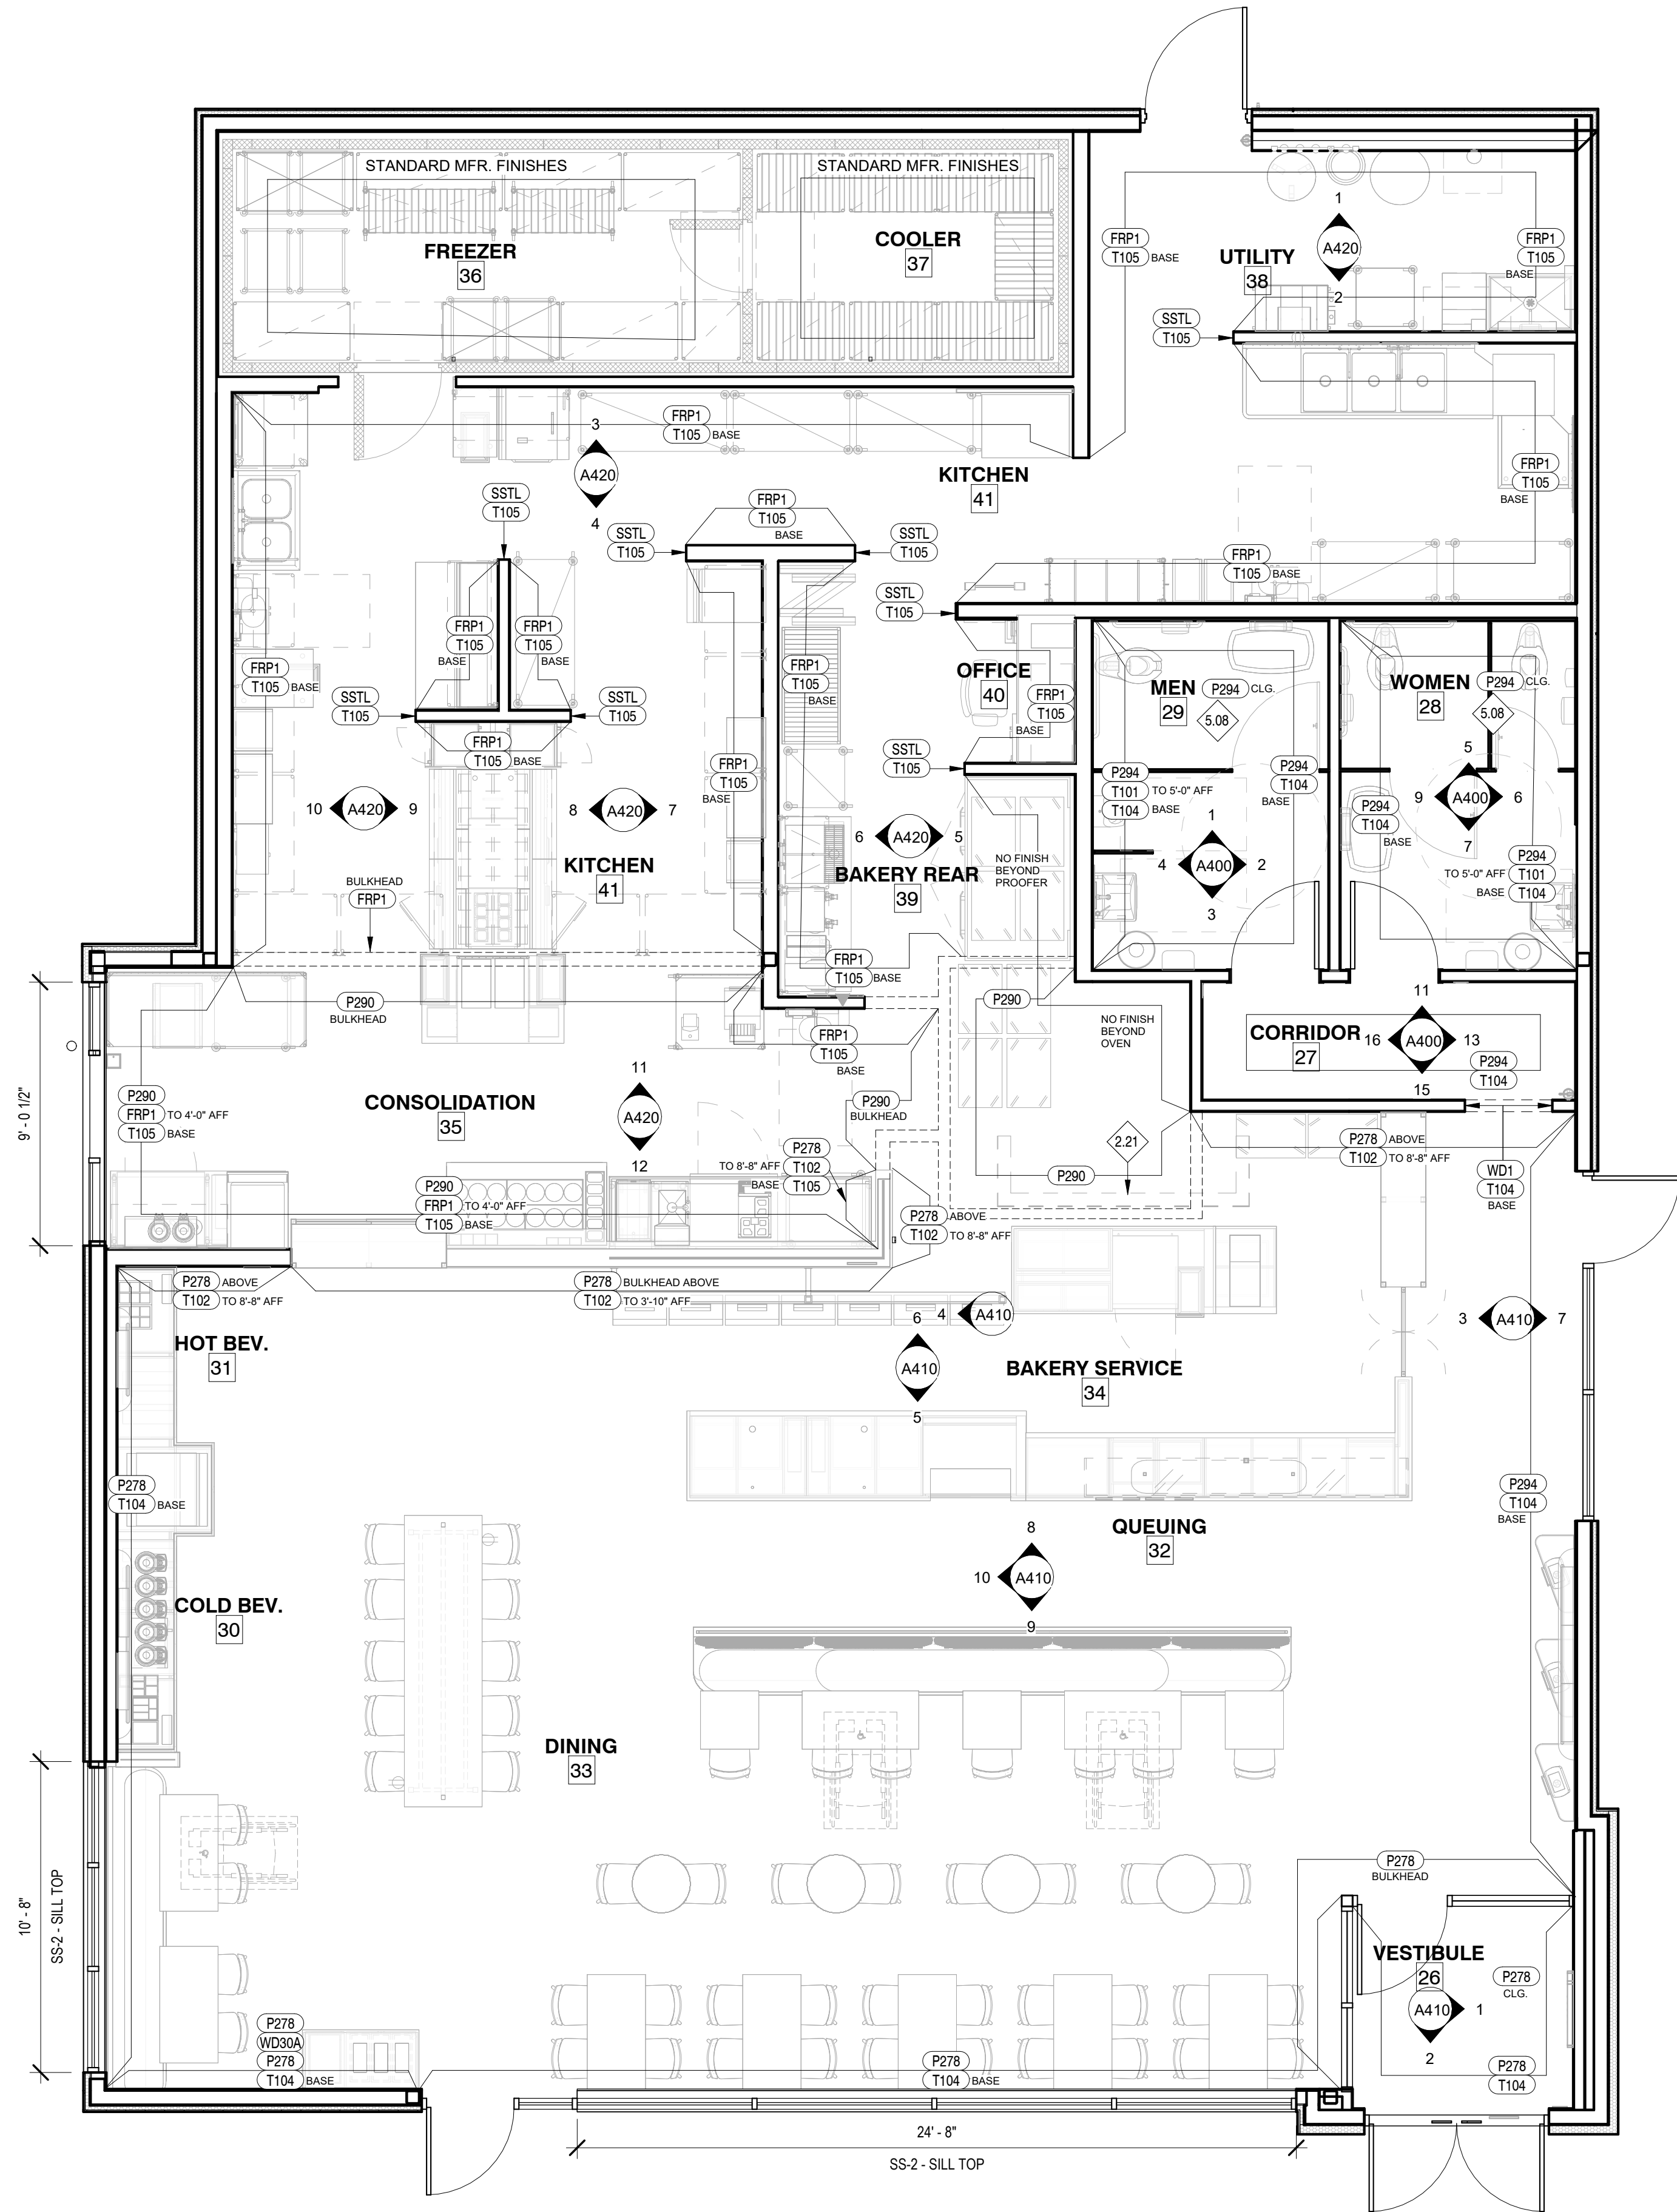 STANDARD MFR. FINISHES
STANDARD MFR. FINISHES
FREEZER
36
COOLER
37
1
A420
2
UTILITY
38
FRP1
T105 BASE
FRP1
T105
BASE
SSTL
T105
FRP1
T105 BASE
3
A420
4
KITCHEN
41
FRP1
T105
BASE
SSTL
T105
SSTL
T105
FRP1
T105
BASE
SSTL
T105
FRP1
T105 BASE
SSTL
T105
FRP1
T105
BASE
FRP1
T105
BASE
FRP1
T105 BASE
FRP1
T105
BASE
OFFICE
40
FRP1
T105
BASE
MEN
29
P294 CLG.
5.08
WOMEN
28
P294 CLG.
5.08
SSTL
T105
SSTL
T105
FRP1
T105 BASE
FRP1
T105
BASE
SSTL
T105
P294
T101 TO 5'-0" AFF
T104 BASE
P294
T104
BASE
P294
T104
BASE
5
9 A400 6
7
10 A420 9
8 A420 7
6 A420 5
1
4 A400 2
3
P294
T101
TO 5'-0" AFF
BASE T104
KITCHEN
41
BULKHEAD
FRP1
BAKERY REAR
39
NO FINISH
BEYOND
PROOFER
FRP1
T105 BASE
P290
BULKHEAD
P290
NO FINISH
BEYOND
OVEN
FRP1
T105
BASE
CORRIDOR
27
11
16 A400 13
15
P294
T104
9' - 0 1/2"
P290
FRP1 TO 4'-0" AFF
T105 BASE
CONSOLIDATION
35
11
A420
12
P290
BULKHEAD
2.21
P290
P278 ABOVE
T102 TO 8'-8" AFF
WD1
T104
BASE
P278
TO 8'-8" AFF T102
BASE T105
P290
FRP1 TO 4'-0" AFF
T105 BASE
P278 ABOVE
T102 TO 8'-8" AFF
P278 ABOVE
T102 TO 8'-8" AFF
P278 BULKHEAD ABOVE
T102 TO 3'-10" AFF
HOT BEV.
31
6
A410
5
4 A410
BAKERY SERVICE
34
3 A410 7
P278
T104 BASE
P294
T104
BASE
QUEUING
32
8
10 A410
9
COLD BEV.
30
DINING
33
10' - 8"
SS-2 - SILL TOP
P278
BULKHEAD
VESTIBULE
26
A410 1
2
P278
CLG.
P278
WD30A
P278
T104 BASE
P278
T104 BASE
P278
T104
24' - 8"
SS-2 - SILL TOP